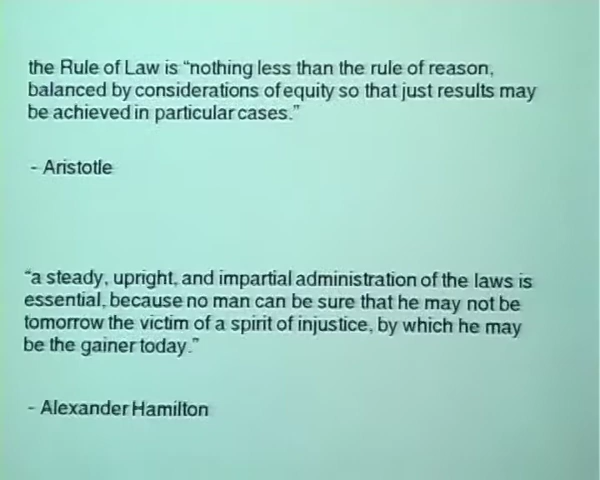 the Rule of Law is “nothing less than the rule of reason,
balanced by considerations of equity so that just results may
be achieved in particular cases.”
- Aristotle
“a steady, upright, and impartial administration of the laws is
essential, because no man can be sure that he may not be
tomorrow the victim of a spirit of injustice, by which he may
be the gainer today.”
- Alexander Hamilton